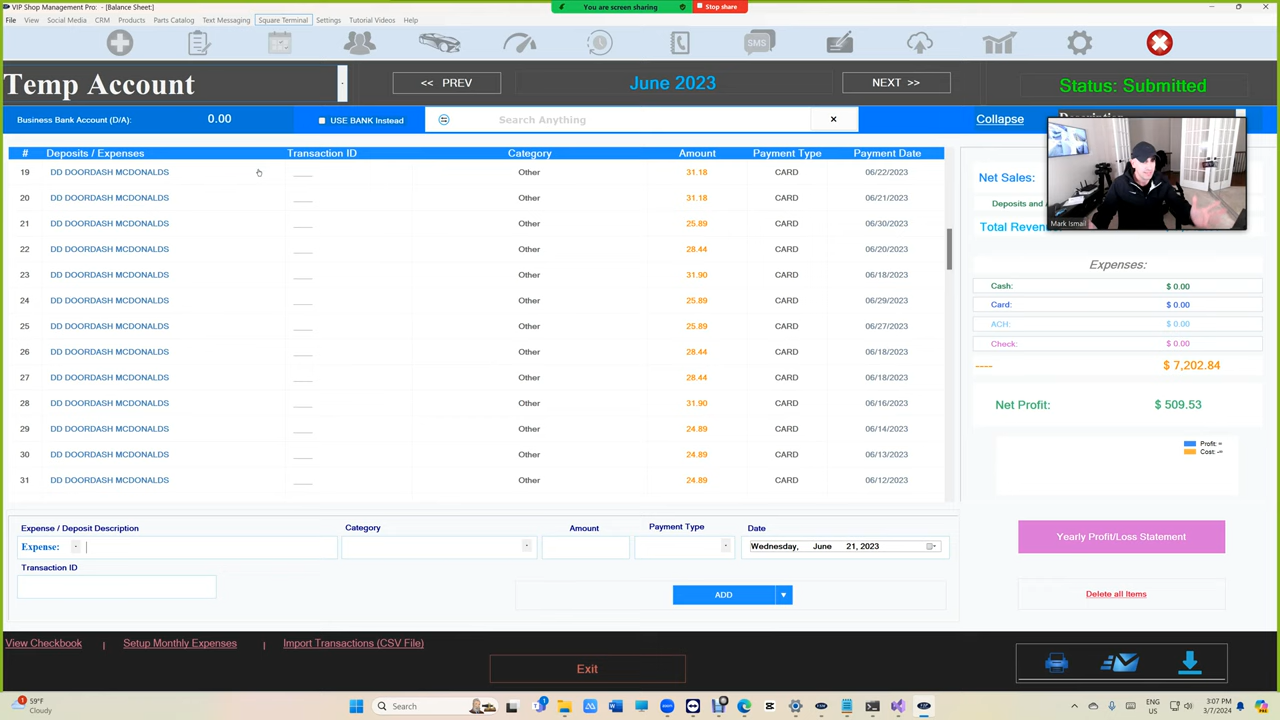 VIP Shop Management Pro: - [Balance Sheet:]
You are screen sharing
Stop share
File View Social Media CRM Products Parts Catalog Text Messaging Square Terminal Settings Tutorial Videos Help
SMS
Temp Account
<< PREV
June 2023
NEXT >>
Status: Submitted
Business Bank Account (D/A): 0.00
USE BANK Instead
Search Anything
Collapse
# Deposits / Expenses Transaction ID Category Amount Payment Type Payment Date
19 DD DOORDASH MCDONALDS Other 31.18 CARD 06/22/2023
20 DD DOORDASH MCDONALDS Other 31.18 CARD 06/21/2023
21 DD DOORDASH MCDONALDS Other 25.89 CARD 06/30/2023
22 DD DOORDASH MCDONALDS Other 28.44 CARD 06/20/2023
23 DD DOORDASH MCDONALDS Other 31.90 CARD 06/18/2023
24 DD DOORDASH MCDONALDS Other 25.89 CARD 06/29/2023
25 DD DOORDASH MCDONALDS Other 25.89 CARD 06/27/2023
26 DD DOORDASH MCDONALDS Other 28.44 CARD 06/18/2023
27 DD DOORDASH MCDONALDS Other 28.44 CARD 06/18/2023
28 DD DOORDASH MCDONALDS Other 31.90 CARD 06/16/2023
29 DD DOORDASH MCDONALDS Other 24.89 CARD 06/14/2023
30 DD DOORDASH MCDONALDS Other 24.89 CARD 06/13/2023
31 DD DOORDASH MCDONALDS Other 24.89 CARD 06/12/2023
Mark Ismail
Net Sales:
Deposits and
Total
Expenses:
Cash: $ 0.00
Card: $ 0.00
ACH: $ 0.00
Check: $ 0.00
---- $ 7,202.84
Net Profit: $ 509.53
Profit: =
Cost: -=
Yearly Profit/Loss Statement
Delete all Items
Expense / Deposit Description Category Amount Payment Type Date
Expense: Wednesday, June 21, 2023
Transaction ID
ADD
View Checkbook | Setup Monthly Expenses | Import Transactions (CSV File)
Exit
59°F
Cloudy
Search
ENG
US
3:07 PM
3/7/2024